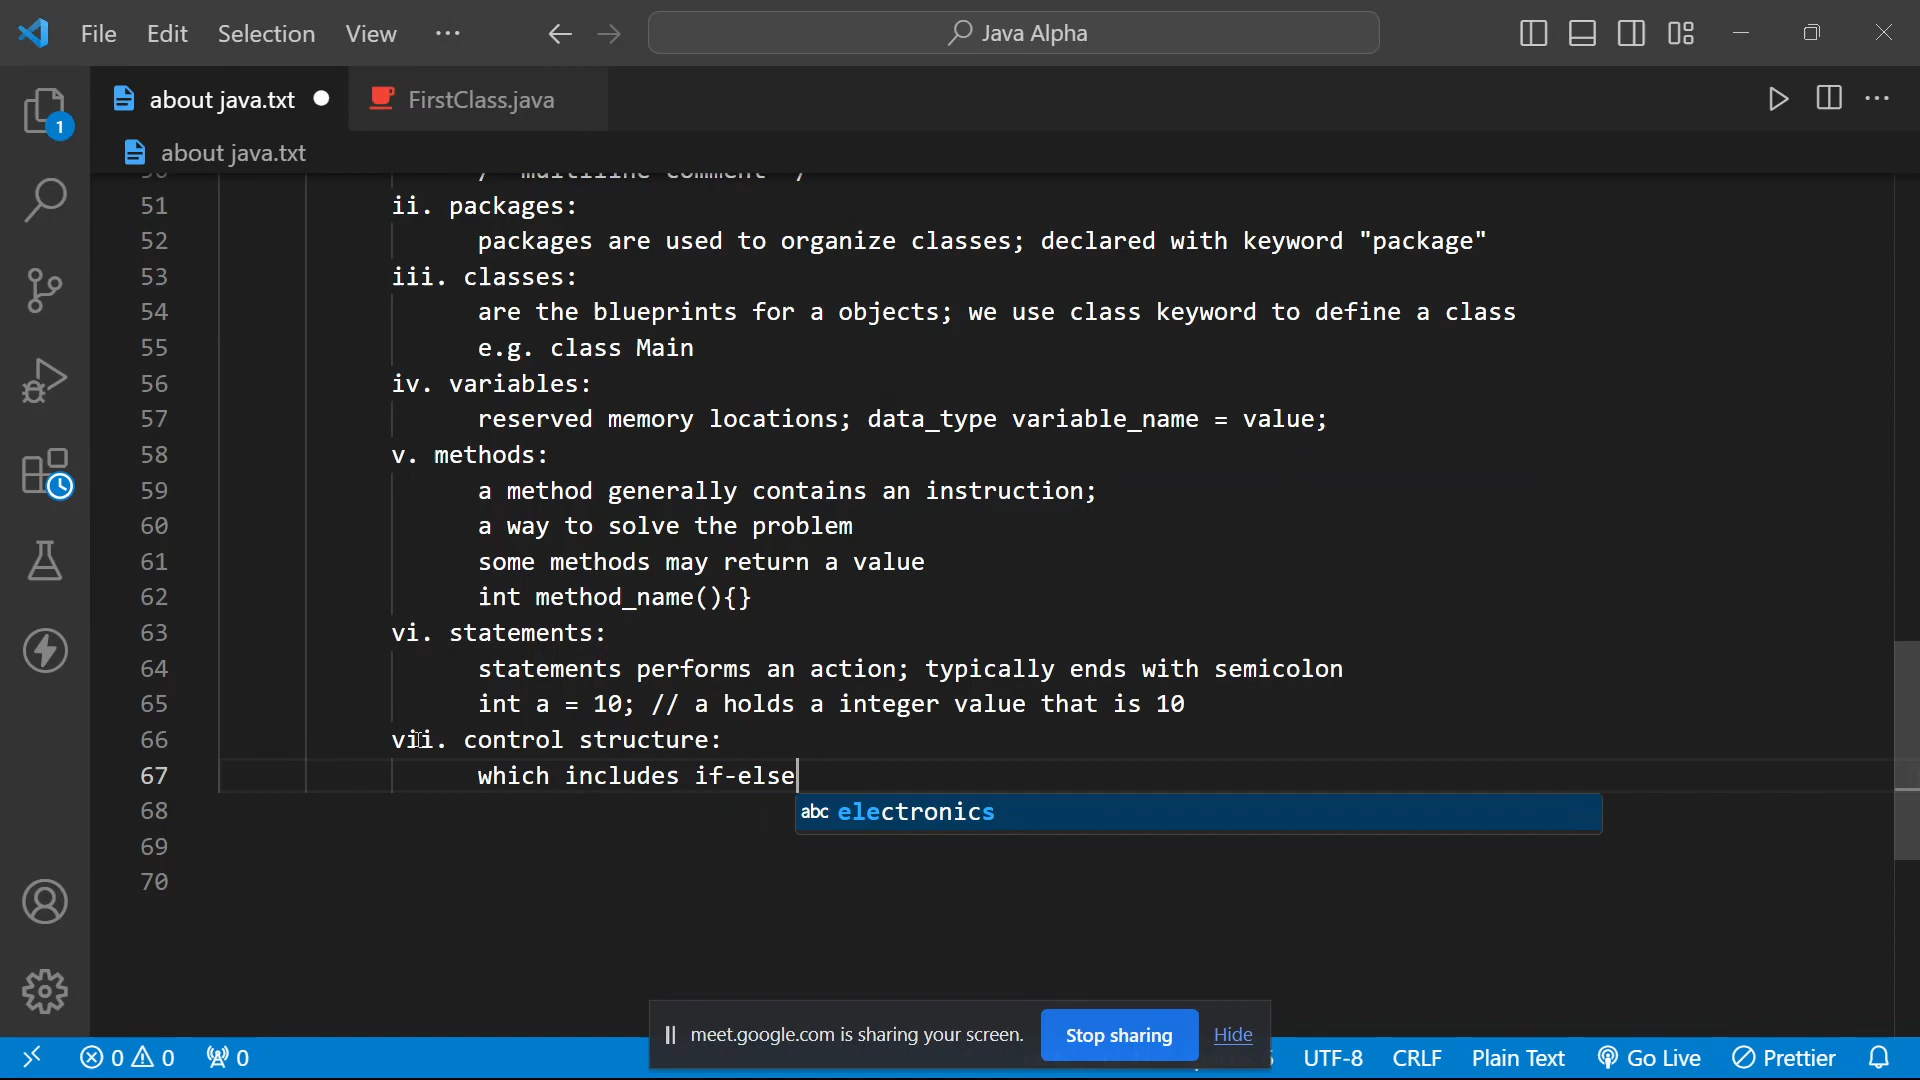 File Edit Selection View ··· Java Alpha
about java.txt FirstClass.java
1
about java.txt
51 ii. packages:
52 packages are used to organize classes; declared with keyword "package"
53 iii. classes:
54 are the blueprints for a objects; we use class keyword to define a class
55 e.g. class Main
56 iv. variables:
57 reserved memory locations; data_type variable_name = value;
58 v. methods:
59 a method generally contains an instruction;
60 a way to solve the problem
61 some methods may return a value
62 int method_name(){}
63 vi. statements:
64 statements performs an action; typically ends with semicolon
65 int a = 10; // a holds a integer value that is 10
66 vii. control structure:
67 which includes if-else
68 abc electronics
69
70
meet.google.com is sharing your screen. Stop sharing Hide
0 0 0 UTF-8 CRLF Plain Text Go Live Prettier